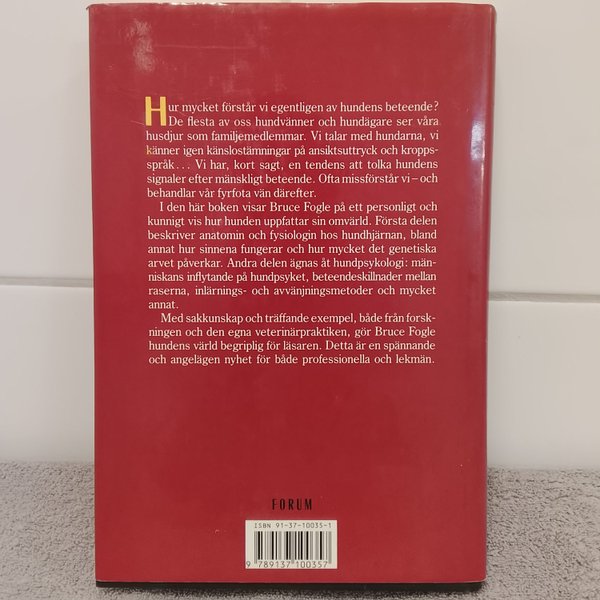 Hur mycket förstår vi egentligen av hundens beteende?
De flesta av oss hundvänner och hundägare ser våra
husdjur som familjemedlemmar. Vi talar med hundarna, vi
känner igen känslostämningar på ansiktsuttryck och kropps-
språk... Vi har, kort sagt, en tendens att tolka hundens
signaler efter mänskligt beteende. Ofta missförstår vi – och
behandlar vår fyrfota vän därefter.
I den här boken visar Bruce Fogle på ett personligt och
kunnigt vis hur hunden uppfattar sin omvärld. Första delen
beskriver anatomin och fysiologin hos hundhjärnan, bland
annat hur sinnena fungerar och hur mycket det genetiska
arvet påverkar. Andra delen ägnas åt hundpsykologi: män-
niskans inflytande på hundpsyket, beteendeskillnader mellan
raserna, inlärnings- och avvänjningsmetoder och mycket
annat.
Med sakkunskap och träffande exempel, både från forsk-
ningen och den egna veterinärpraktiken, gör Bruce Fogle
hundens värld begriplig för läsaren. Detta är en spännande
och angelägen nyhet för både professionella och lekmän.
FORUM
ISBN 91-37-10035-1
9 789137 100357